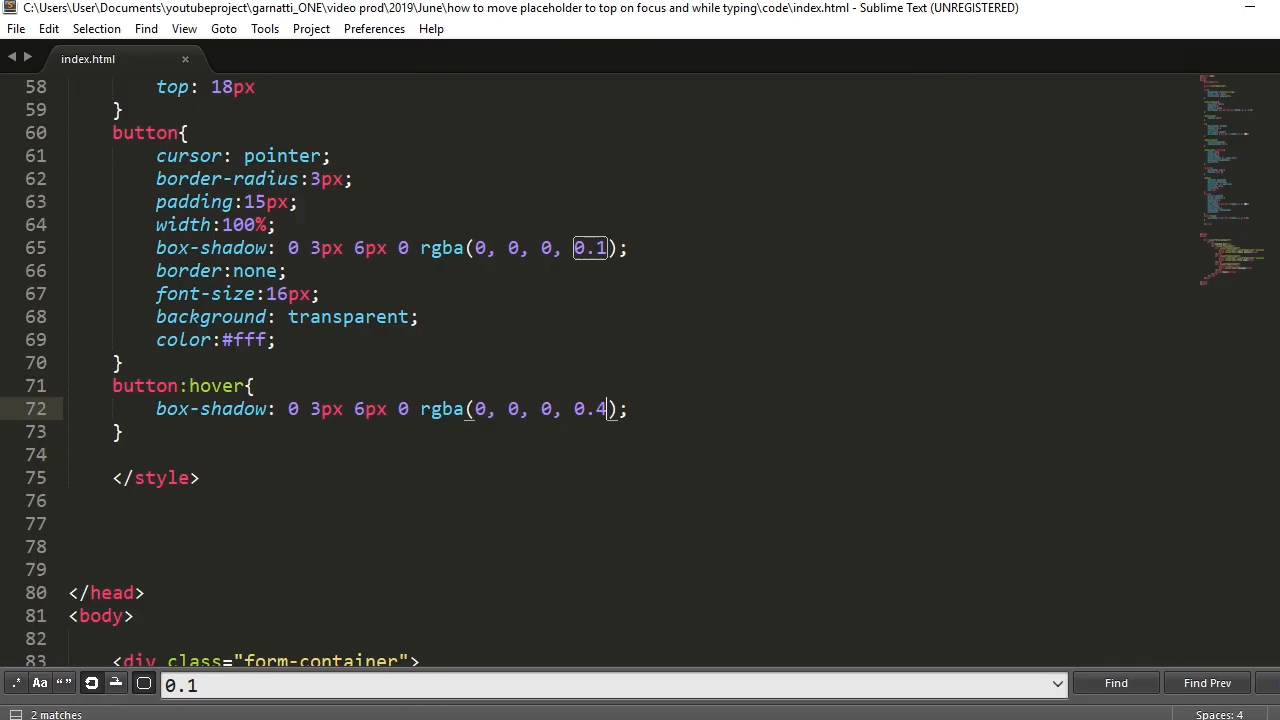 C:\Users\User\Documents\youtubeproject\garnatti_ONE\video prod\2019\June\how to move placeholder to top on focus and while typing\code\index.html - Sublime Text (UNREGISTERED)
File Edit Selection Find View Goto Tools Project Preferences Help
index.html
58 top: 18px
59 }
60 button{
61 cursor: pointer;
62 border-radius:3px;
63 padding:15px;
64 width:100%;
65 box-shadow: 0 3px 6px 0 rgba(0, 0, 0, 0.1);
66 border:none;
67 font-size:16px;
68 background: transparent;
69 color:#fff;
70 }
71 button:hover{
72 box-shadow: 0 3px 6px 0 rgba(0, 0, 0, 0.4);
73 }
74
75 </style>
76
77
78
79
80 </head>
81 <body>
82
83 <div class="form-container">
.* Aa “” 0.1 Find Find Prev
2 matches Spaces: 4